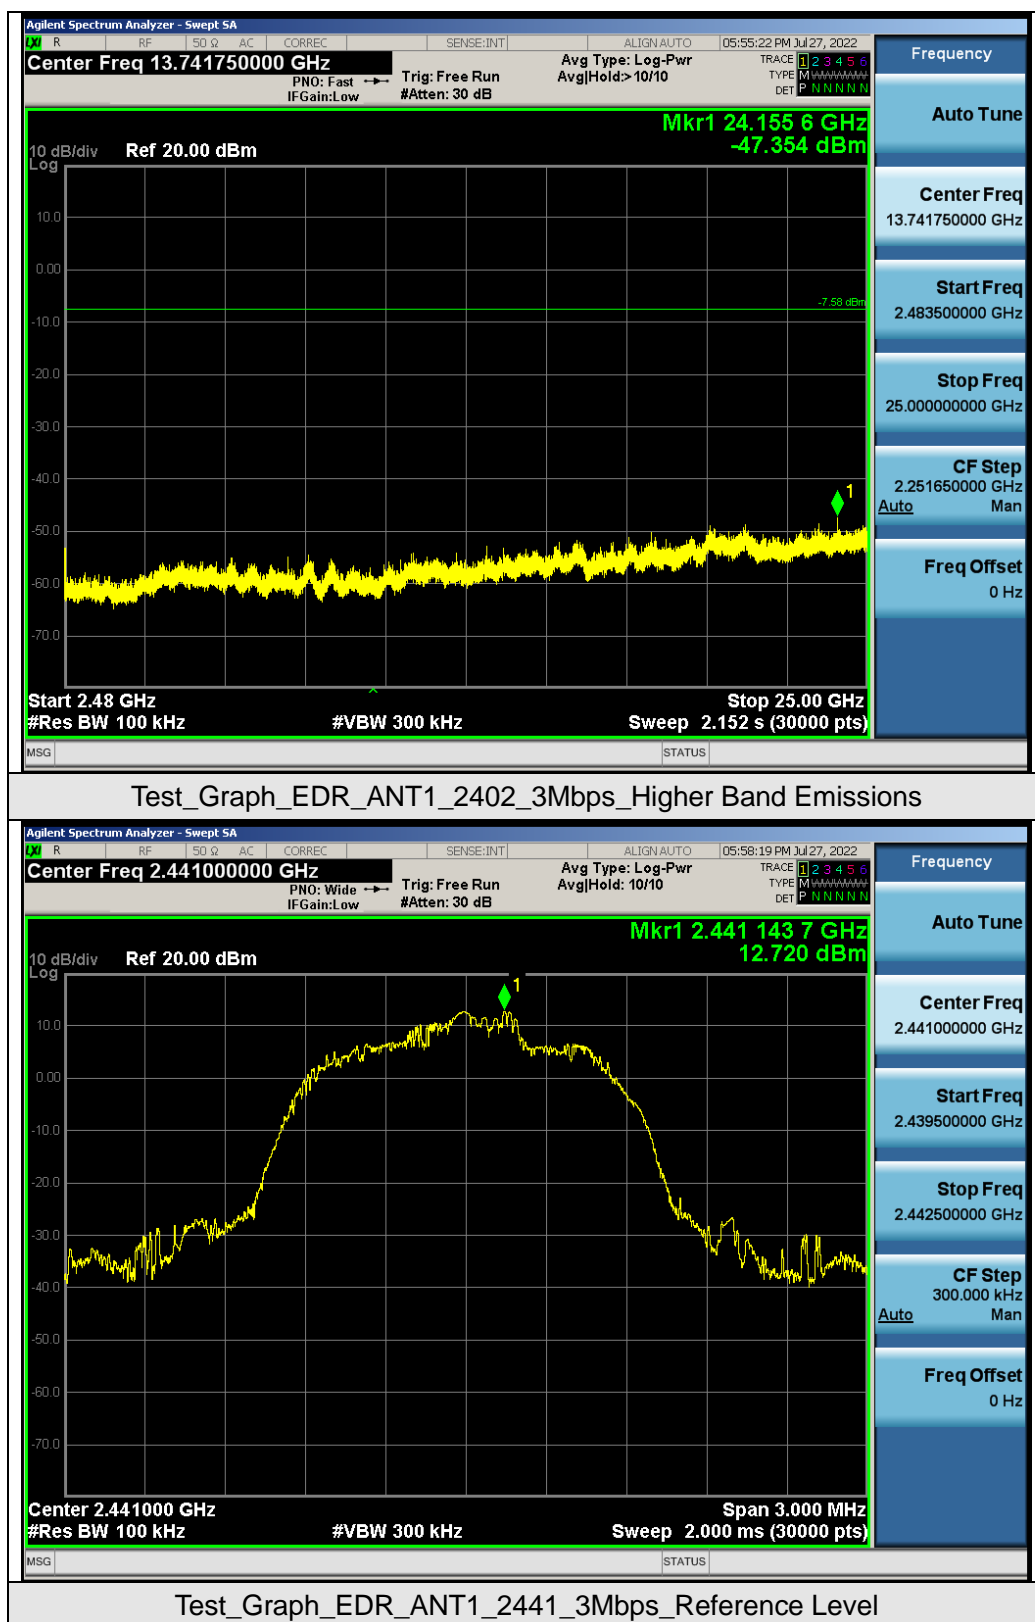 Agilent Spectrum Analyzer - Swept SA
LXI R RF 50 Ω AC CORREC SENSE:INT ALIGN AUTO 05:55:22 PM Jul 27, 2022
Center Freq 13.741750000 GHz
PNO: Fast
IFGain:Low
Trig: Free Run
#Atten: 30 dB
Avg Type: Log-Pwr
Avg|Hold:> 10/10
TRACE 1 2 3 4 5 6
TYPE M WWWWW
DET P N N N N N
Mkr1 24.155 6 GHz
-47.354 dBm
10 dB/div Ref 20.00 dBm
Log
10.0
0.00
-7.58 dBm
-10.0
-20.0
-30.0
-40.0
1
-50.0
-60.0
-70.0
Start 2.48 GHz Stop 25.00 GHz
#Res BW 100 kHz #VBW 300 kHz Sweep 2.152 s (30000 pts)
MSG STATUS
Frequency
Auto Tune
Center Freq
13.741750000 GHz
Start Freq
2.483500000 GHz
Stop Freq
25.000000000 GHz
CF Step
2.251650000 GHz
Auto Man
Freq Offset
0 Hz
Test_Graph_EDR_ANT1_2402_3Mbps_Higher Band Emissions
Agilent Spectrum Analyzer - Swept SA
LXI R RF 50 Ω AC CORREC SENSE:INT ALIGN AUTO 05:58:19 PM Jul 27, 2022
Center Freq 2.441000000 GHz
PNO: Wide
IFGain:Low
Trig: Free Run
#Atten: 30 dB
Avg Type: Log-Pwr
Avg|Hold: 10/10
TRACE 1 2 3 4 5 6
TYPE M WWWWW
DET P N N N N N
Mkr1 2.441 143 7 GHz
12.720 dBm
10 dB/div Ref 20.00 dBm
Log
1
10.0
0.00
-10.0
-20.0
-30.0
-40.0
-50.0
-60.0
-70.0
Center 2.441000 GHz Span 3.000 MHz
#Res BW 100 kHz #VBW 300 kHz Sweep 2.000 ms (30000 pts)
MSG STATUS
Frequency
Auto Tune
Center Freq
2.441000000 GHz
Start Freq
2.439500000 GHz
Stop Freq
2.442500000 GHz
CF Step
300.000 kHz
Auto Man
Freq Offset
0 Hz
Test_Graph_EDR_ANT1_2441_3Mbps_Reference Level